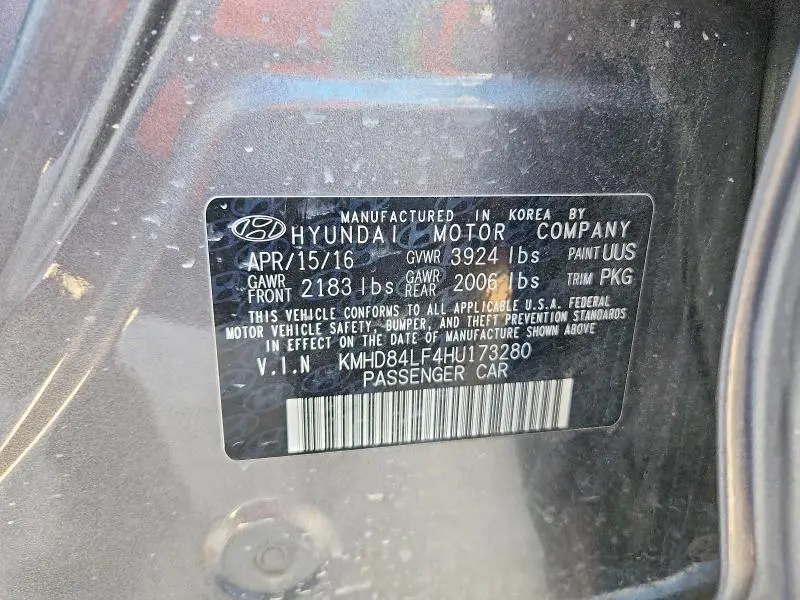 MANUFACTURED IN KOREA BY
HYUNDAI MOTOR COMPANY
APR/15/16 GVWR 3924 lbs PAINT UUS
GAWR FRONT 2183 lbs GAWR REAR 2006 lbs TRIM PKG
THIS VEHICLE CONFORMS TO ALL APPLICABLE U.S.A. FEDERAL
MOTOR VEHICLE SAFETY, BUMPER, AND THEFT PREVENTION STANDARDS
IN EFFECT ON THE DATE OF MANUFACTURE SHOWN ABOVE
V.I.N KMHD84LF4HU173280
PASSENGER CAR